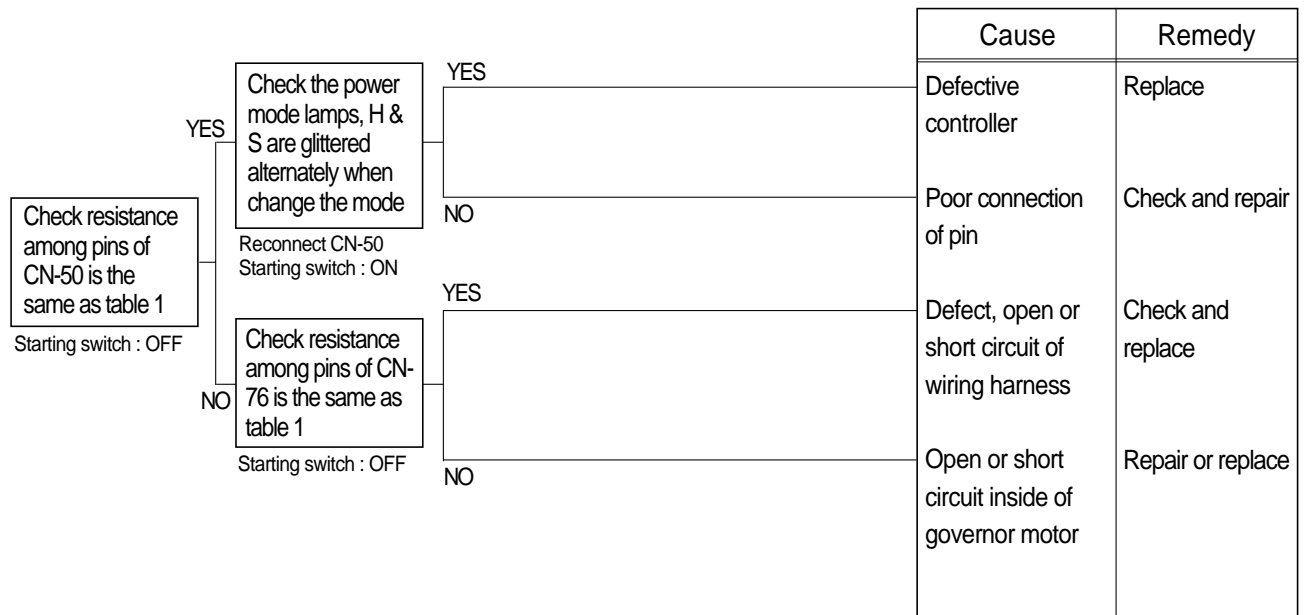 Cause
Remedy
YES
Check the power
mode lamps, H &
S are glittered
alternately when
change the mode
Defective
controller
Replace
YES
Check resistance
among pins of
CN-50 is the
same as table 1
NO
Poor connection
of pin
Check and repair
Reconnect CN-50
Starting switch : ON
Starting switch : OFF
YES
Check resistance
among pins of CN-
76 is the same as
table 1
Defect, open or
short circuit of
wiring harness
Check and
replace
NO
Starting switch : OFF
NO
Open or short
circuit inside of
governor motor
Repair or replace